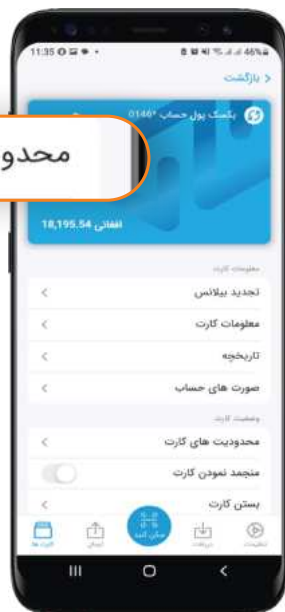 11:35
46%
بازگشت
بکسک پول حساب *0146
محدو
18,195.54 افغانی
معلومات کارت
تجدید بیلانس
معلومات کارت
تاریخچه
صورت های حساب
وضعیت کارت
محدودیت های کارت
منجمد نمودن کارت
بستن کارت
کارت ها
ارسال
سکن کنید
دریافت
تنظیمات